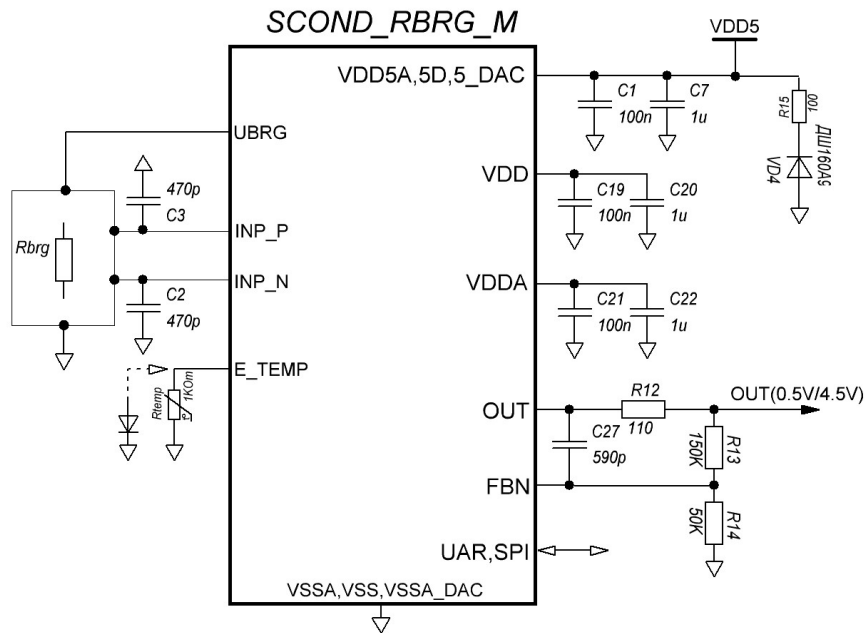 SCOND_RBRG_M
VDD5
VDD5A,5D,5_DAC
C1
100n
C7
1u
R15
100
ДШ160А9
VD4
UBRG
470p
C3
VDD
C19
100n
C20
1u
Rbrg
INP_P
INP_N
C2
470p
VDDA
C21
100n
C22
1u
E_TEMP
Rtemp
1KOm
t
OUT
R12
110
OUT(0.5V/4.5V)
C27
590p
R13
150K
FBN
R14
50K
UAR,SPI
VSSA,VSS,VSSA_DAC